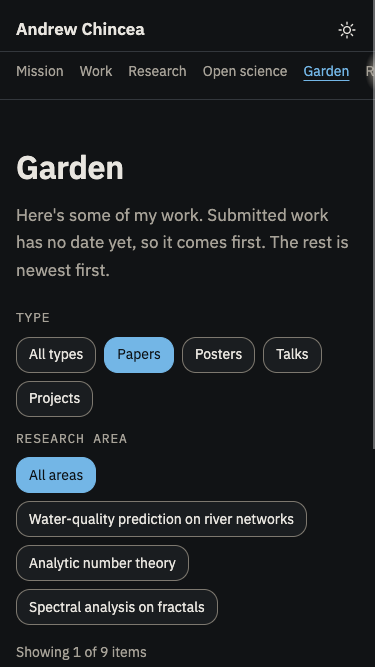 Andrew Chincea
Mission Work Research Open science Garden R
Garden
Here's some of my work. Submitted work
has no date yet, so it comes first. The rest is
newest first.
TYPE
All types Papers Posters Talks
Projects
RESEARCH AREA
All areas
Water-quality prediction on river networks
Analytic number theory
Spectral analysis on fractals
Showing 1 of 9 items